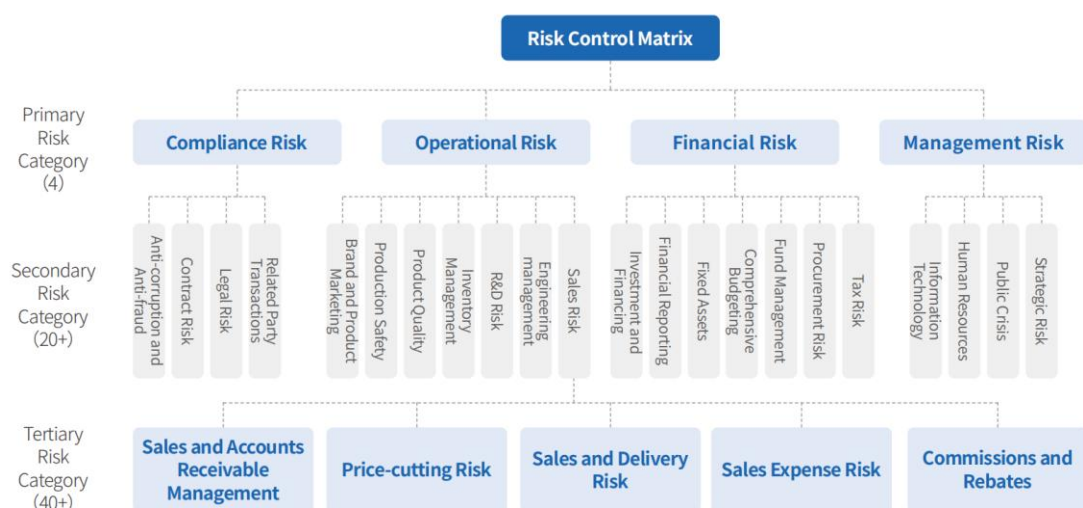 Risk Control Matrix
Primary
Risk
Category
(4)
Compliance Risk
Operational Risk
Financial Risk
Management Risk
Secondary
Risk
Category
(20+)
Anti-corruption and
Anti-fraud
Contract Risk
Legal Risk
Related Party
Transactions
Brand and Product
Marketing
Production Safety
Product Quality
Inventory
Management
R&D Risk
Engineering
management
Sales Risk
Investment and
Financing
Financial Reporting
Fixed Assets
Comprehensive
Budgeting
Fund Management
Procurement Risk
Tax Risk
Information
Technology
Human Resources
Public Crisis
Strategic Risk
Tertiary
Risk
Category
(40+)
Sales and Accounts
Receivable
Management
Price-cutting Risk
Sales and Delivery
Risk
Sales Expense Risk
Commissions and
Rebates